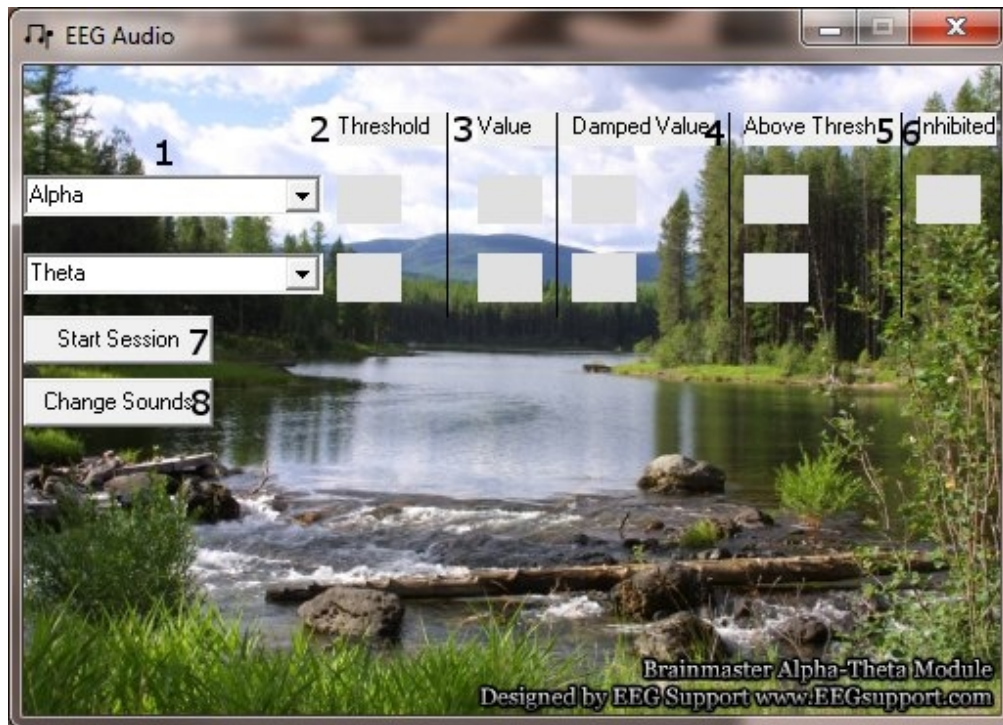 EEG Audio
1
2 Threshold 3 Value Damped Value 4 Above Thresh 5 6 Inhibited
Alpha
Theta
Start Session 7
Change Sounds 8
Brainmaster Alpha-Theta Module
Designed by EEG Support www.EEGsupport.com